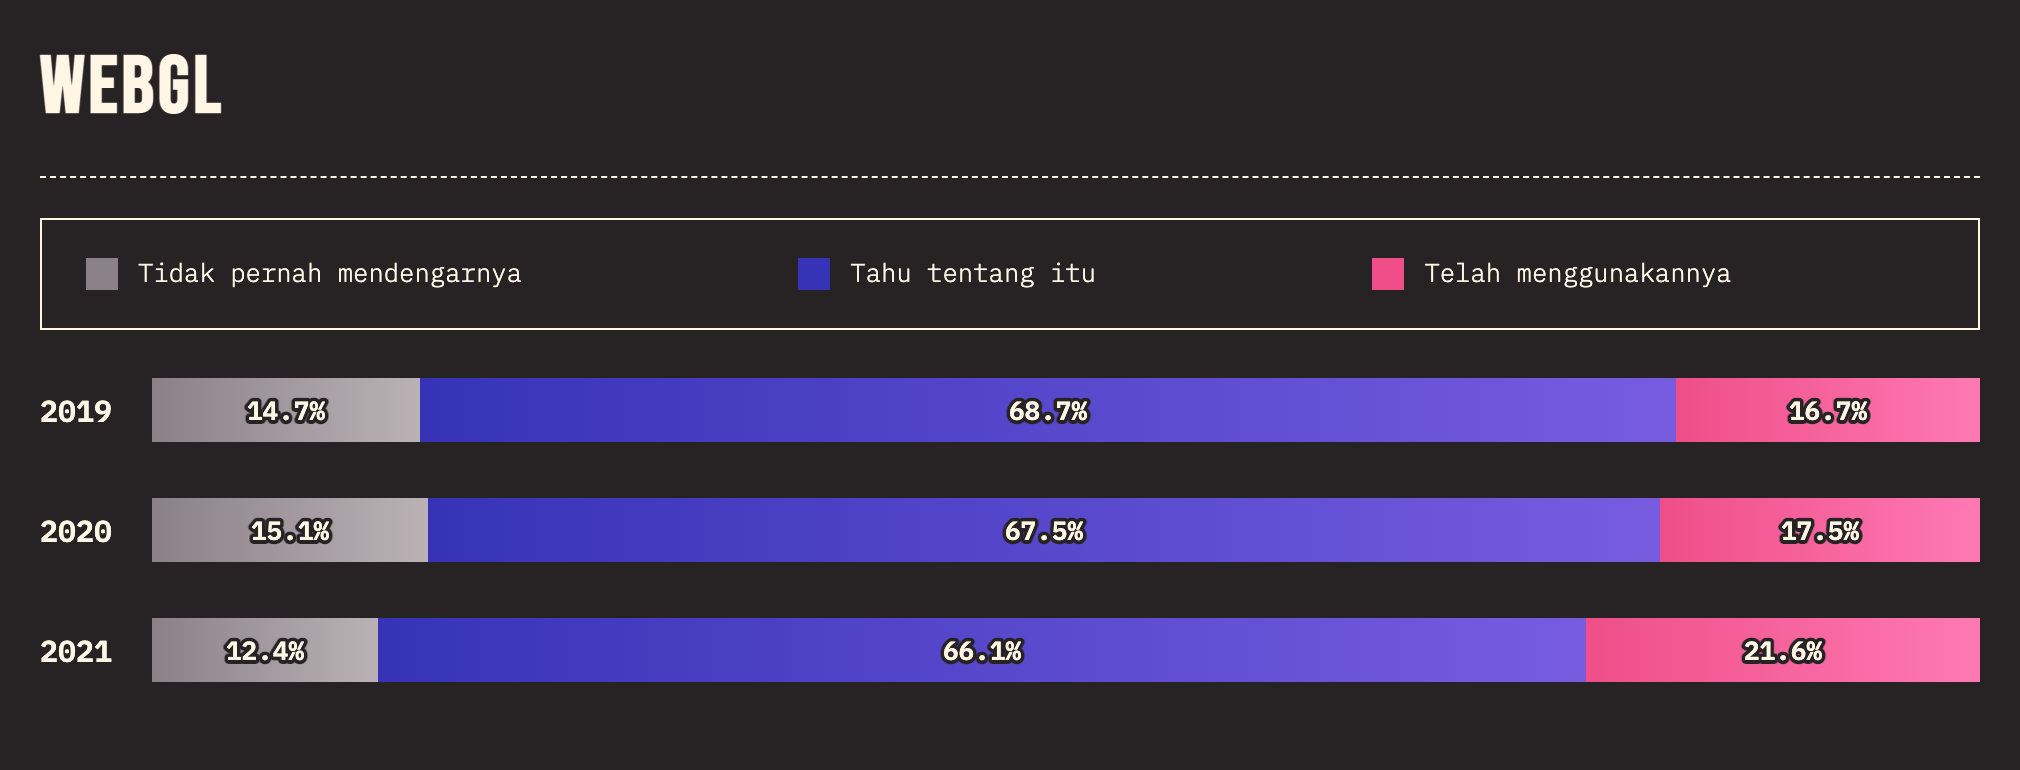 WEBGL
Tidak pernah mendengarnya Tahu tentang itu Telah menggunakannya
2019 14.7% 68.7% 16.7%
2020 15.1% 67.5% 17.5%
2021 12.4% 66.1% 21.6%